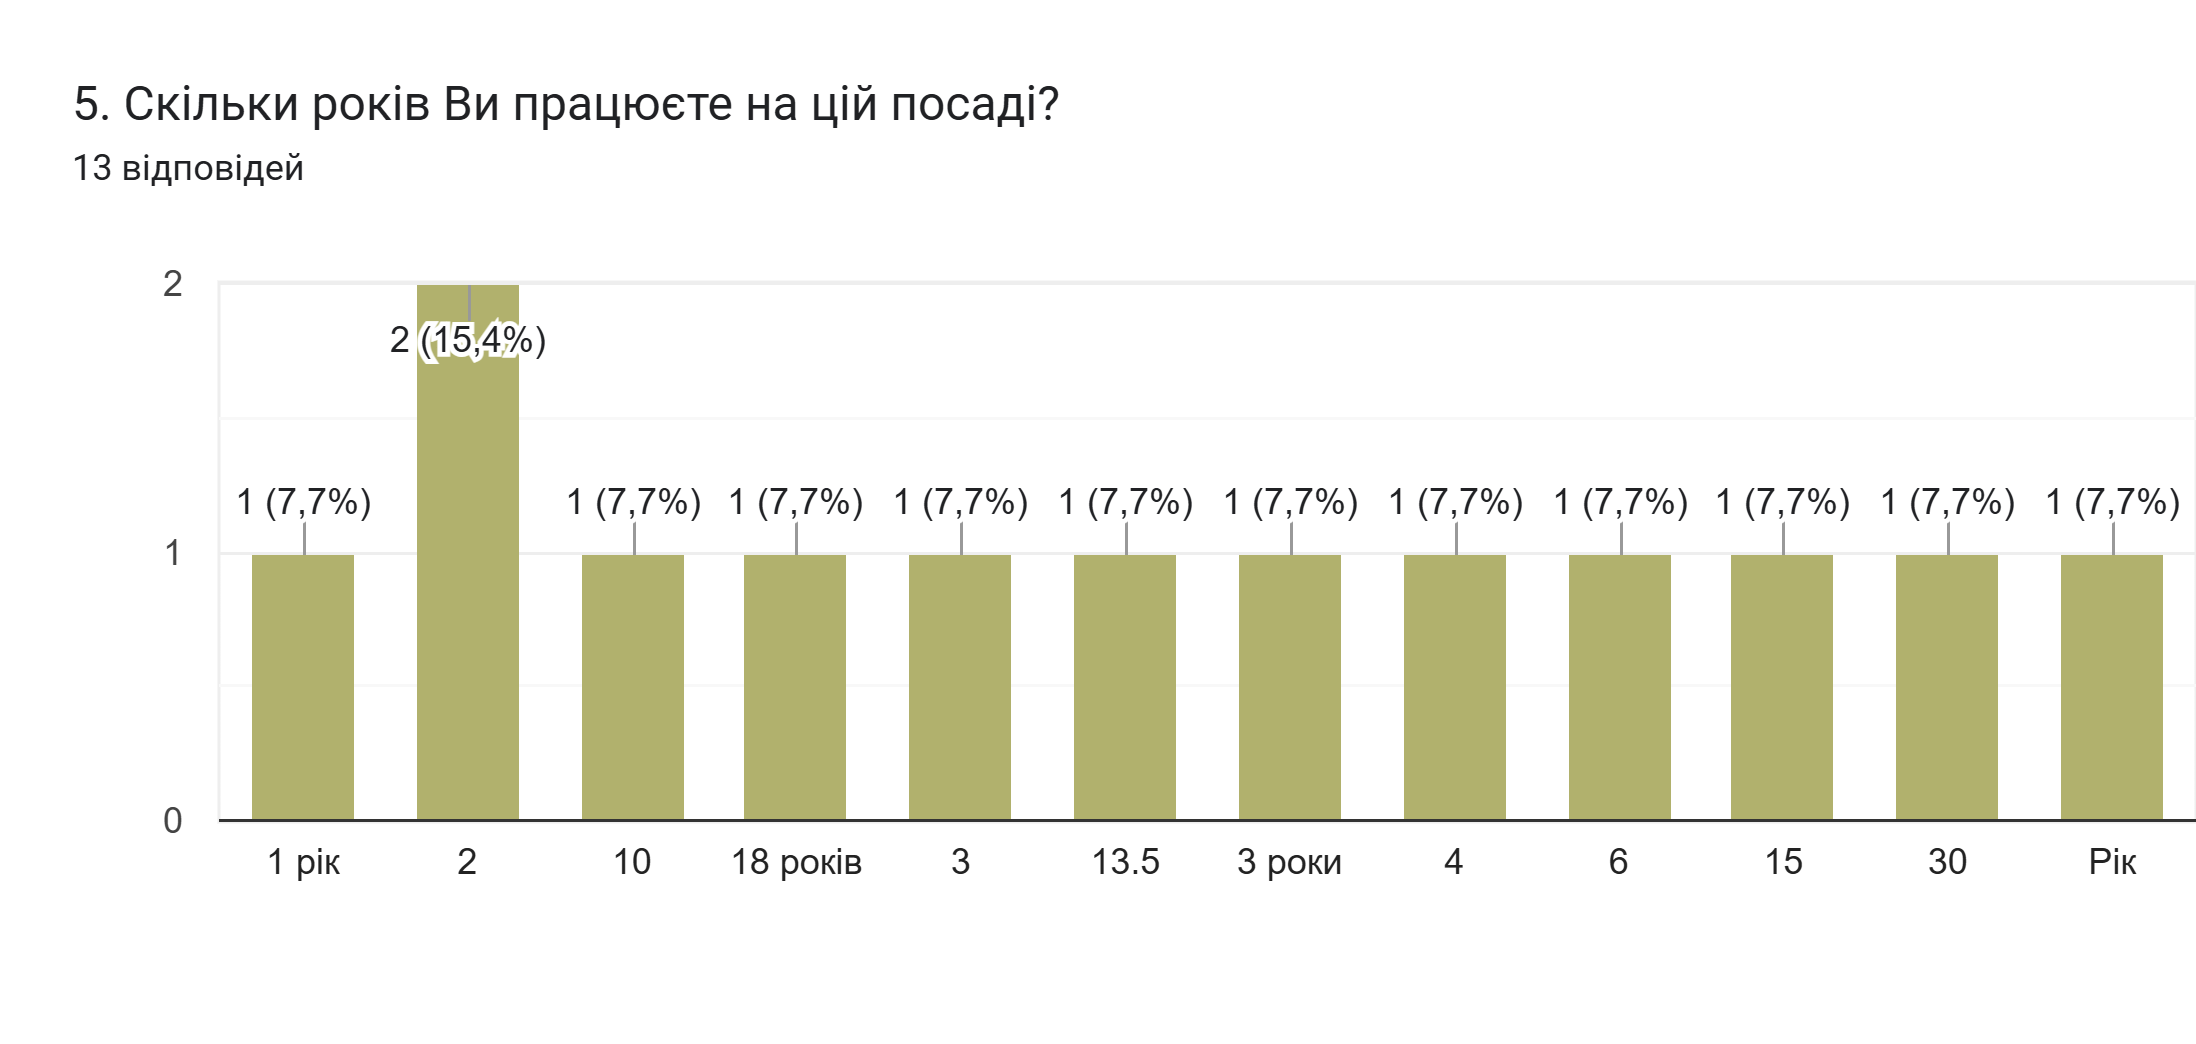 5. Скільки років Ви працюєте на цій посаді?
13 відповідей
2
2 (15,4%)
1 (7,7%) 1 (7,7%) 1 (7,7%) 1 (7,7%) 1 (7,7%) 1 (7,7%) 1 (7,7%) 1 (7,7%) 1 (7,7%) 1 (7,7%) 1 (7,7%)
1
0
1 рік 2 10 18 років 3 13.5 3 роки 4 6 15 30 Рік